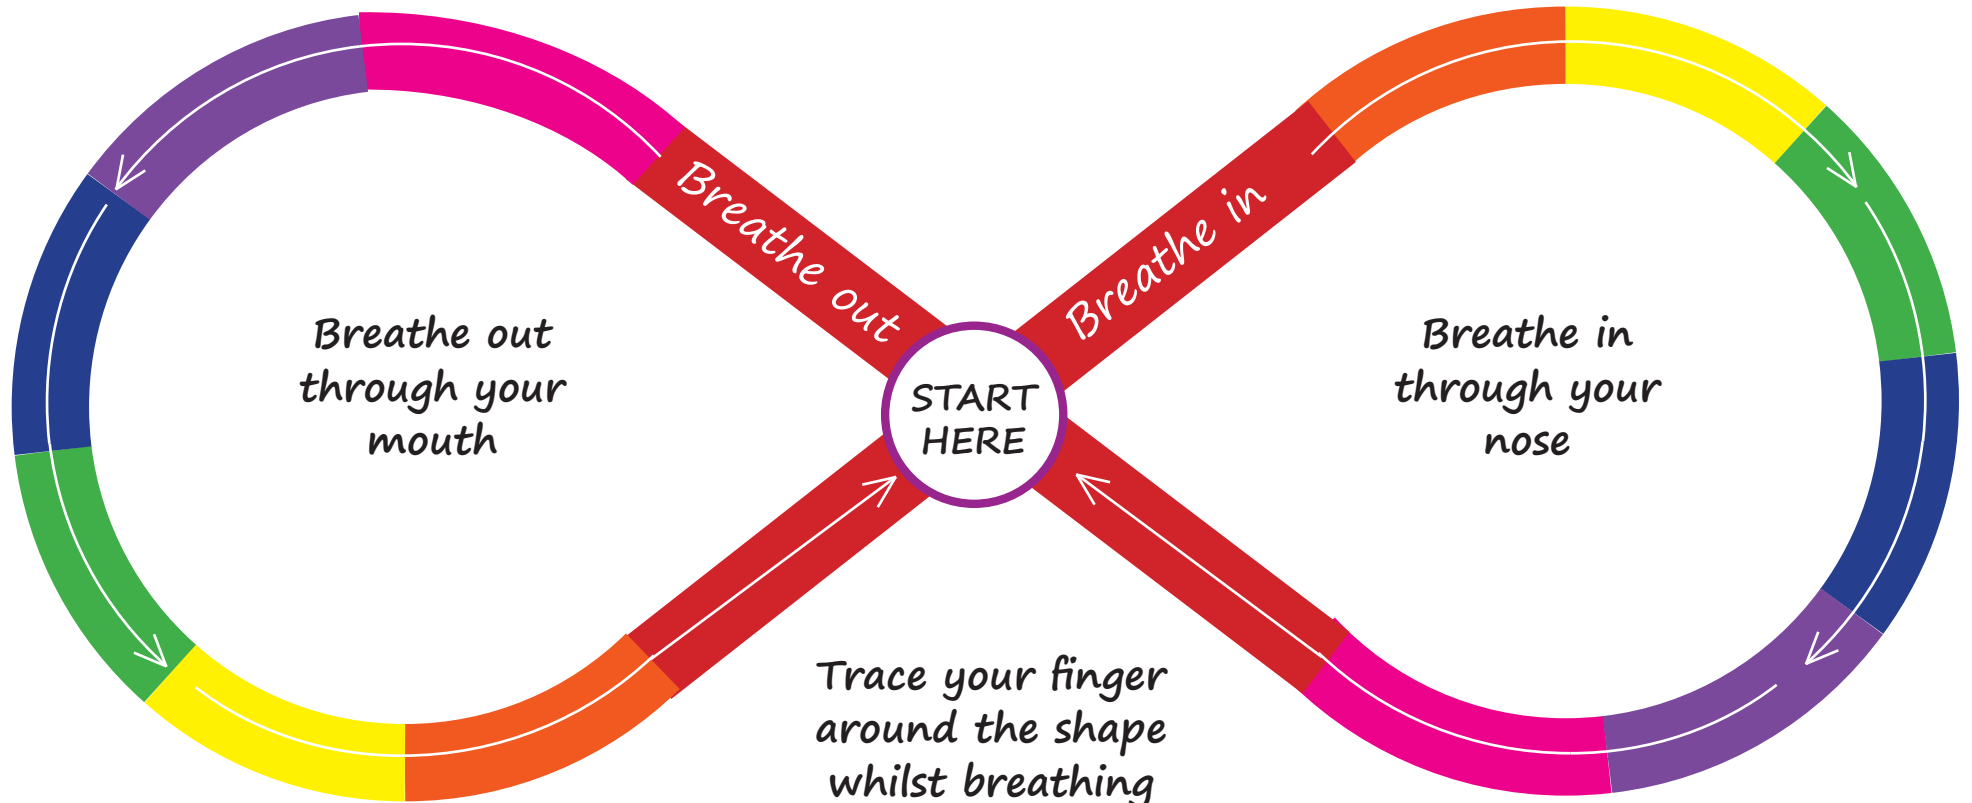 Breathe out
Breathe in
Breathe out
through your
mouth
START
HERE
Breathe in
through your
nose
Trace your finger
around the shape
whilst breathing